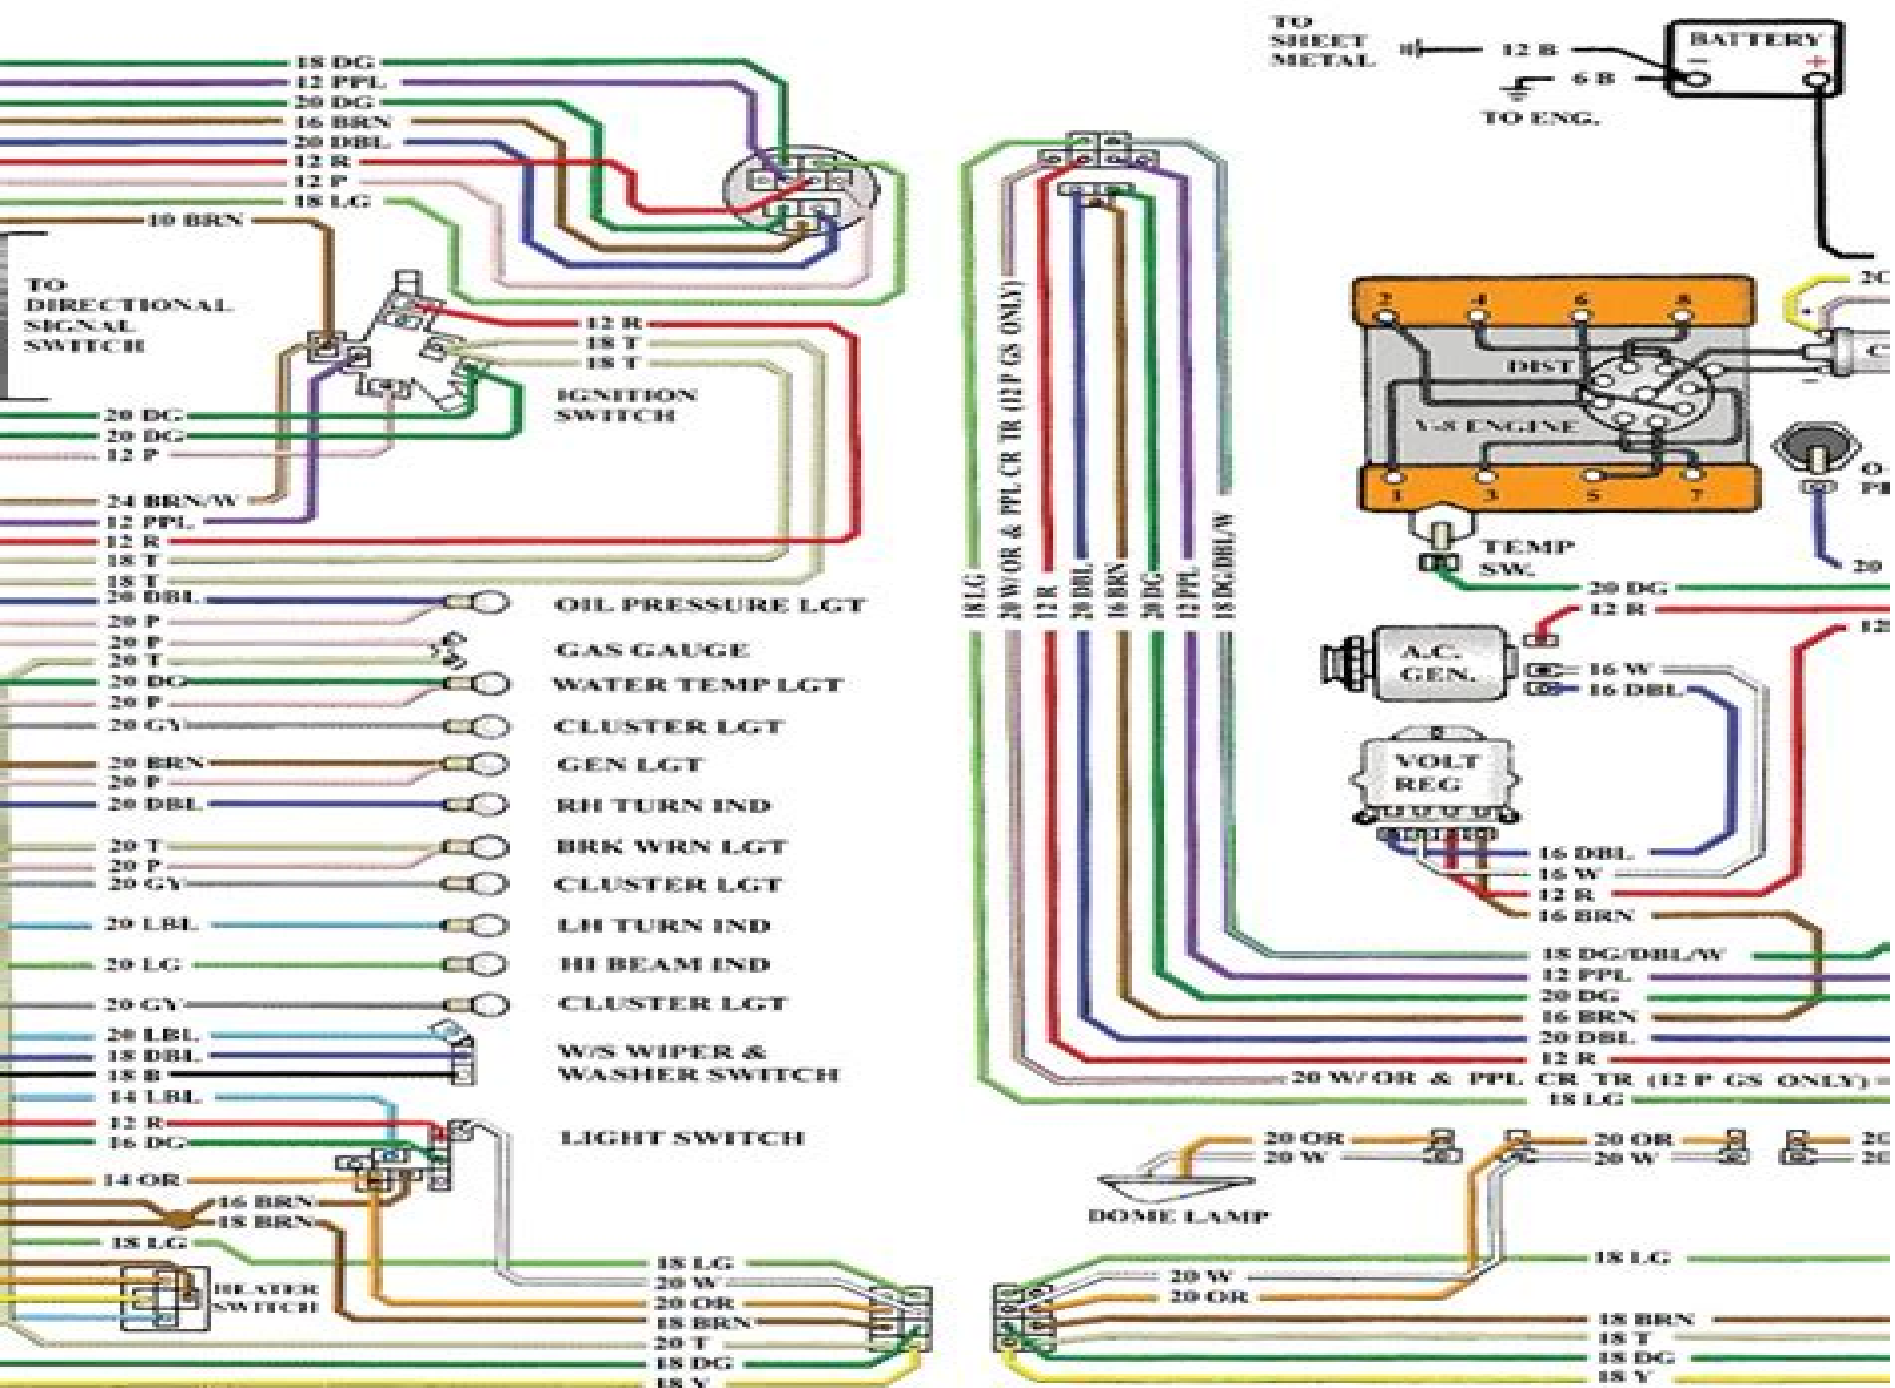 18 DG
12 PPL
20 DG
16 BRN
20 DBL
12 R
12 P
18 LG
10 BRN
TO
DIRECTIONAL
SIGNAL
SWITCH
12 R
18 T
18 T
IGNITION
SWITCH
20 DG
20 DG
12 P
24 BRN/W
12 PPL
12 R
18 T
18 T
20 DBL
OIL PRESSURE LGT
20 P
20 P
GAS GAUGE
20 T
20 DG
WATER TEMP LGT
20 P
20 GY
CLUSTER LGT
20 BRN
GEN LGT
20 P
20 DBL
RH TURN IND
20 T
BRK WRN LGT
20 P
20 GY
CLUSTER LGT
20 LBL
LH TURN IND
20 LG
HI BEAM IND
20 GY
CLUSTER LGT
20 LBL
18 DBL
W/S WIPER &
WASHER SWITCH
18 B
14 LBL
12 R
LIGHT SWITCH
16 DG
14 OR
16 BRN
18 BRN
18 LG
HEATER
SWITCH
18 LG
20 W
20 OR
18 BRN
20 T
18 DG
18 Y
18 LG
20 W/OR & PPL CR TR (12 P GS ONLY)
12 R
20 DBL
16 BRN
20 DG
12 PPL
18 DG/DBL/W
TO
SHEET
METAL
12 B
6 B
TO ENG.
BATTERY
− +
2 4 6 8
DIST
V-8 ENGINE
1 3 5 7
TEMP
SW.
20
20 DG
12 R
12
A.C.
GEN.
16 W
16 DBL
VOLT
REG
16 DBL
16 W
12 R
16 BRN
18 DG/DBL/W
12 PPL
20 DG
16 BRN
20 DBL
12 R
20 W/ OR & PPL CR TR (12 P GS ONLY)
18 LG
20 OR
20 W
20 OR
20 W
DOME LAMP
18 LG
20 W
20 OR
18 BRN
18 T
18 DG
18 Y